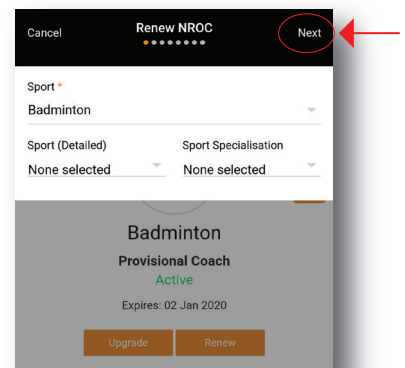 Cancel Renew NROC Next
Sport *
Badminton
Sport (Detailed) Sport Specialisation
None selected None selected
Badminton
Provisional Coach
Active
Expires: 02 Jan 2020
Upgrade Renew